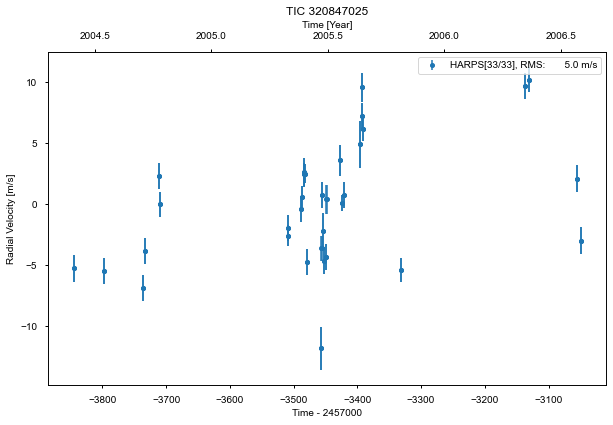 TIC 320847025
Time [Year]
2004.5 2005.0 2005.5 2006.0 2006.5
HARPS[33/33], RMS: 5.0 m/s
Radial Velocity [m/s]
10
5
0
−5
−10
−3800 −3700 −3600 −3500 −3400 −3300 −3200 −3100
Time - 2457000